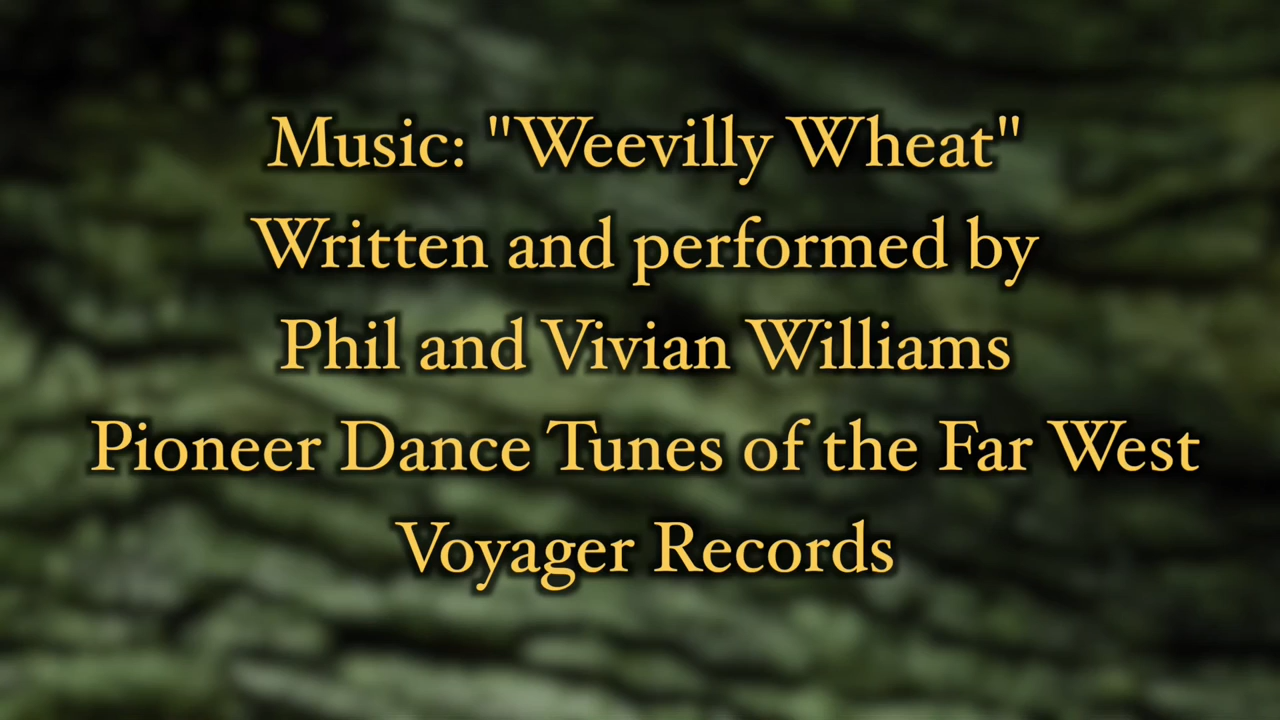 Music: "Weevilly Wheat"
Written and performed by
Phil and Vivian Williams
Pioneer Dance Tunes of the Far West
Voyager Records